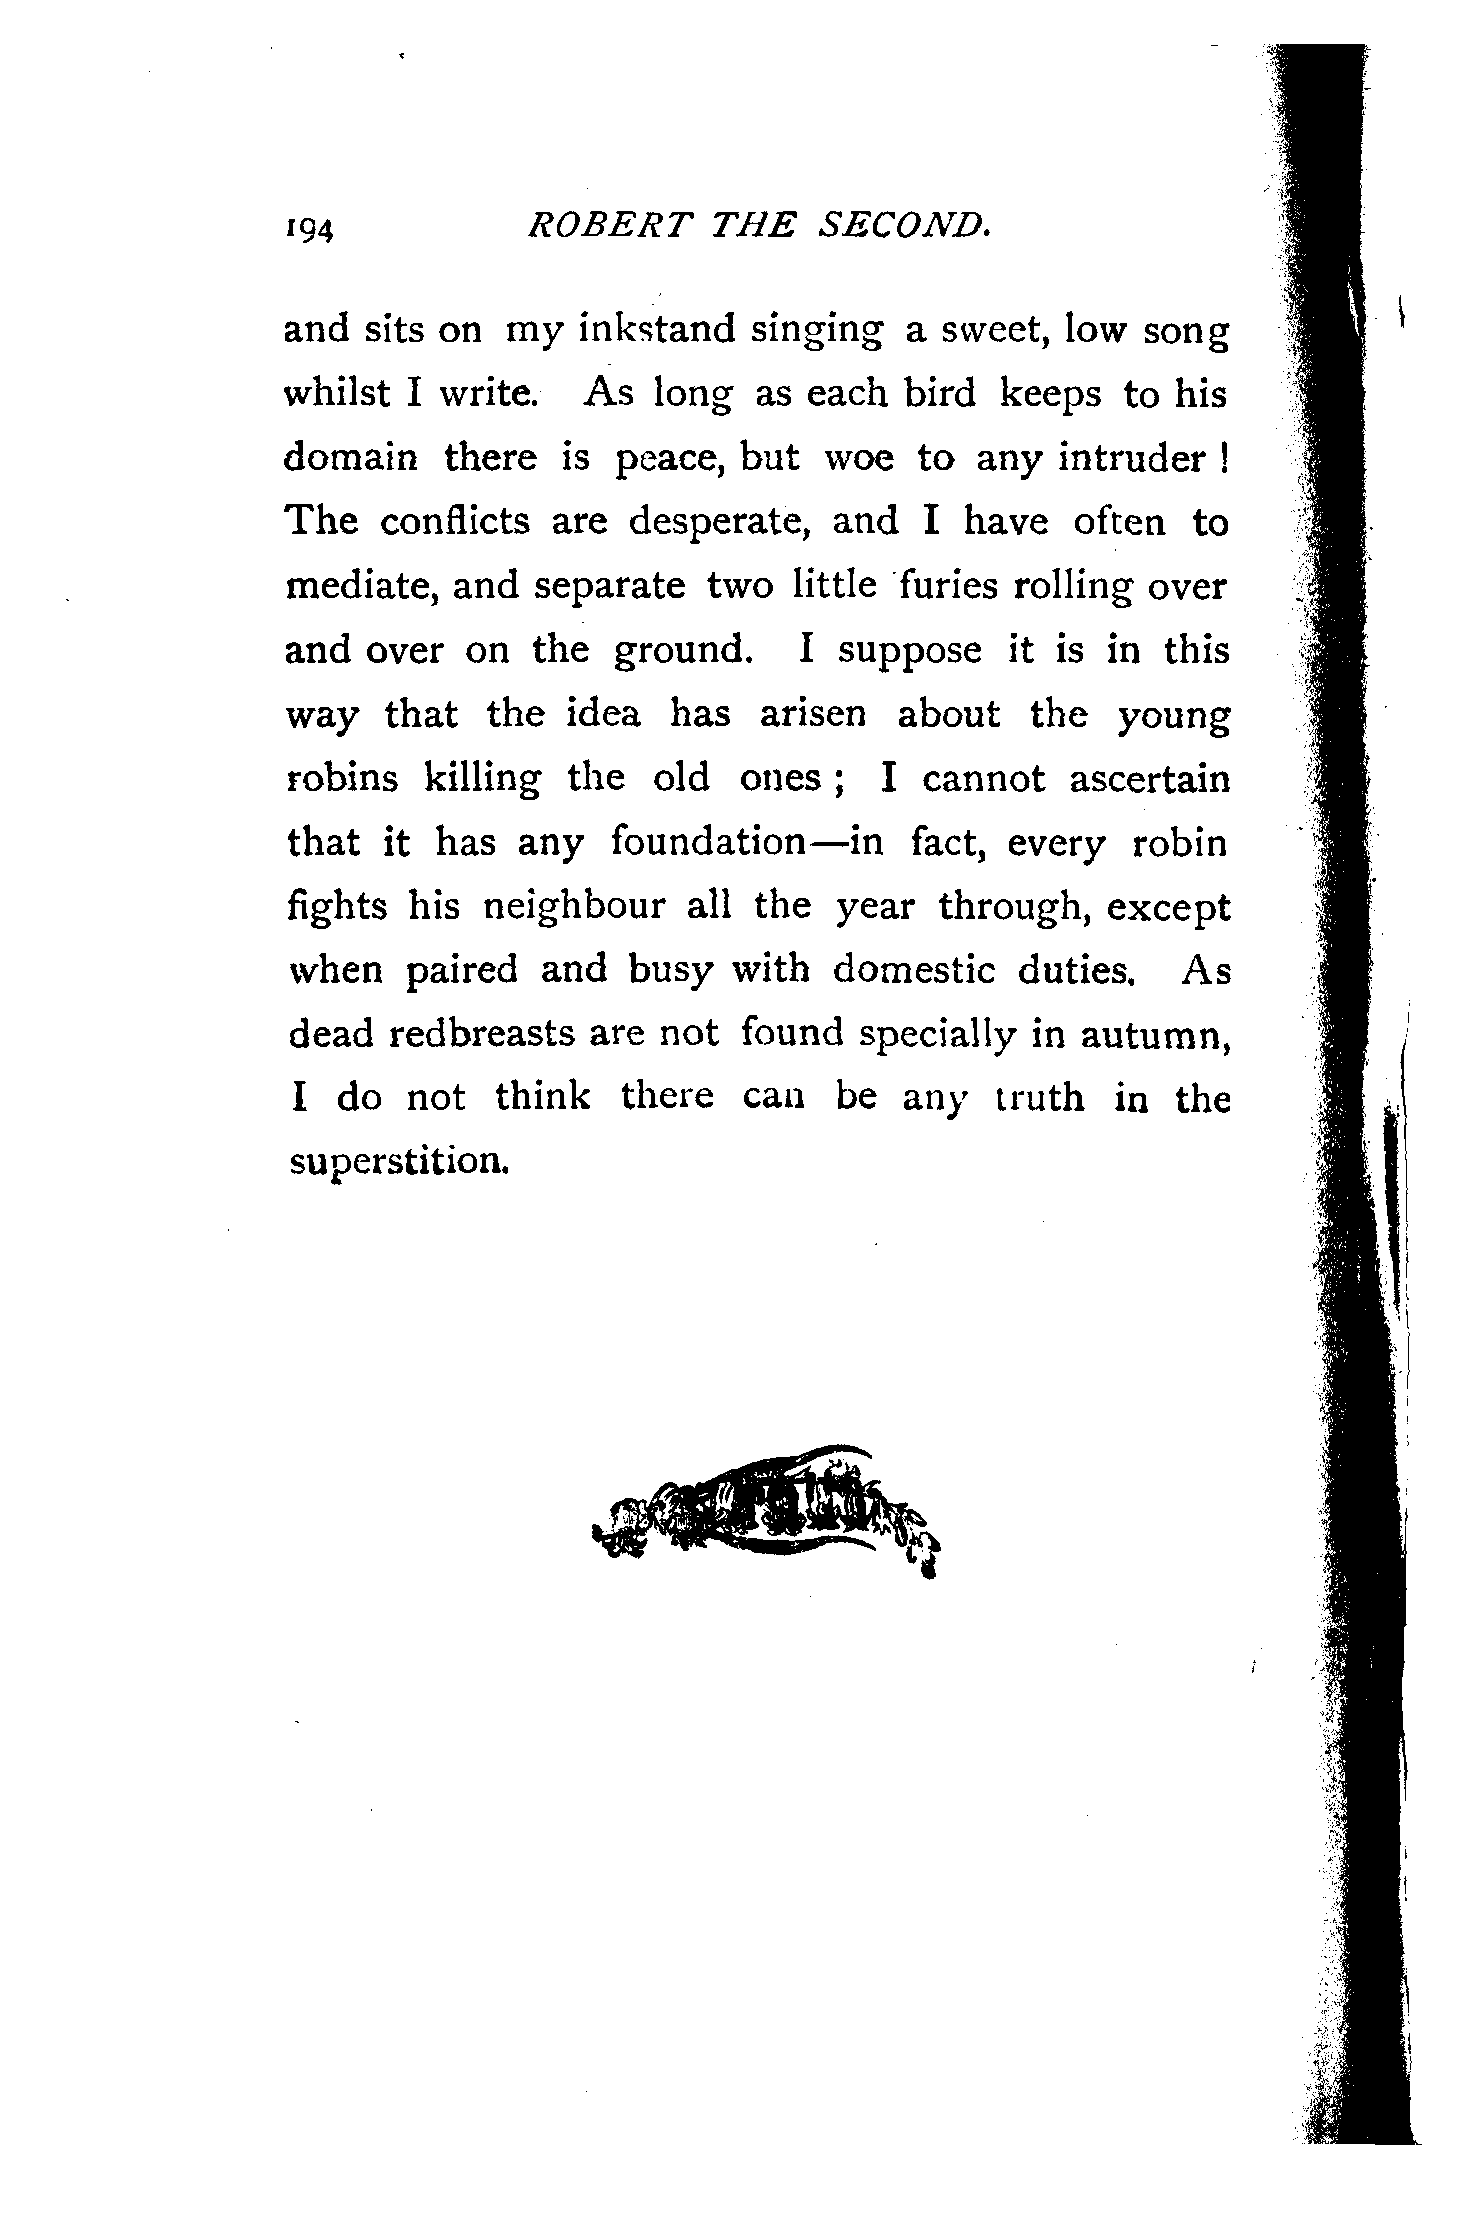 194 ROBERT THE SECOND.
and sits on my inkstand singing a sweet, low song
whilst I write. As long as each bird keeps to his
domain there is peace, but woe to any intruder !
The conflicts are desperate, and I have often to
mediate, and separate two little furies rolling over
and over on the ground. I suppose it is in this
way that the idea has arisen about the young
robins killing the old ones ; I cannot ascertain
that it has any foundation—in fact, every robin
fights his neighbour all the year through, except
when paired and busy with domestic duties. As
dead redbreasts are not found specially in autumn,
I do not think there can be any truth in the
superstition.